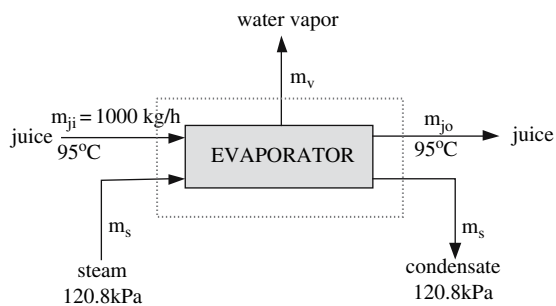 water vapor
m_v
m_ji = 1000 kg/h
juice
95°C
EVAPORATOR
m_jo
juice
95°C
m_s
m_s
steam
120.8kPa
condensate
120.8kPa